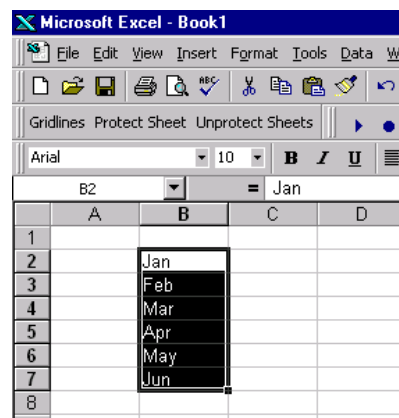 Microsoft Excel - Book1
File Edit View Insert Format Tools Data W
ABC
Gridlines Protect Sheet Unprotect Sheets
Arial 10 B I U
B2 = Jan
A B C D
1
2 Jan
3 Feb
4 Mar
5 Apr
6 May
7 Jun
8